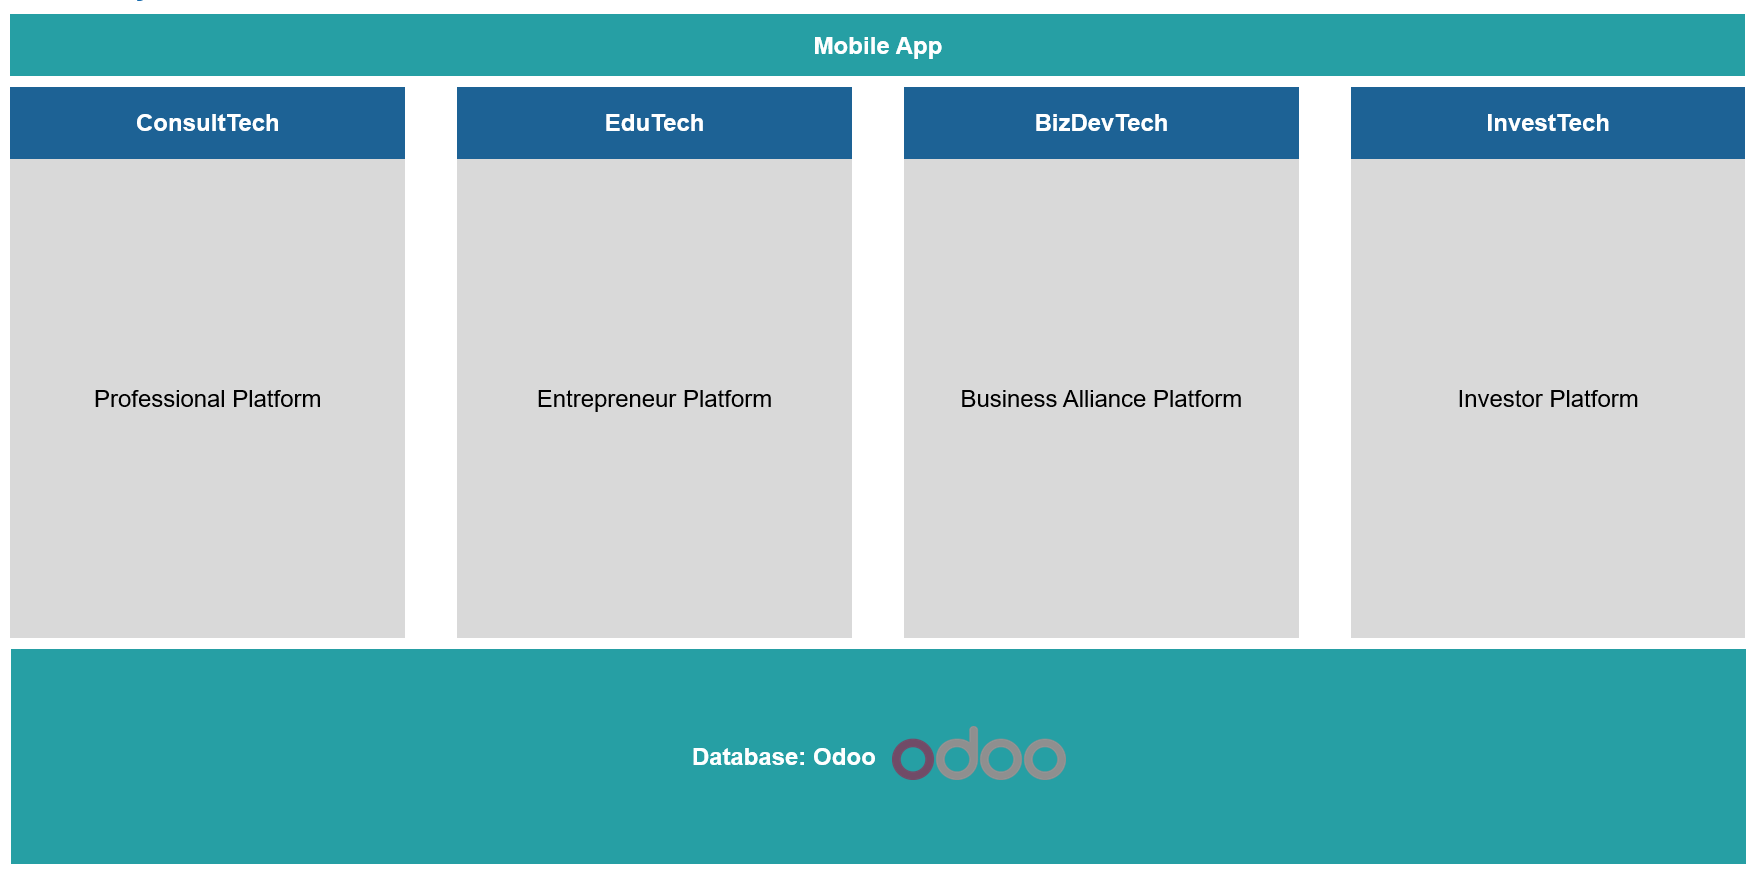 Mobile App
ConsultTech
EduTech
BizDevTech
InvestTech
Professional Platform
Entrepreneur Platform
Business Alliance Platform
Investor Platform
Database: Odoo odoo